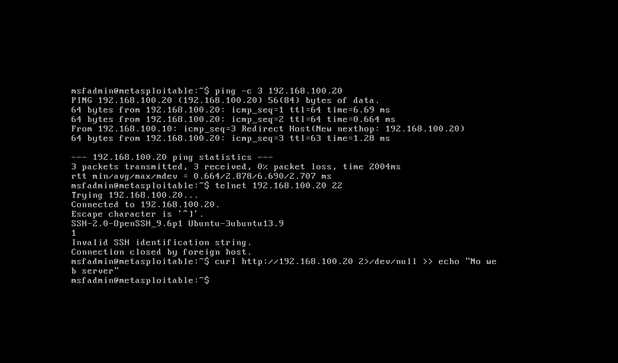 msfadmin@metasploitable:~$ ping -c 3 192.168.100.20
PING 192.168.100.20 (192.168.100.20) 56(84) bytes of data.
64 bytes from 192.168.100.20: icmp_seq=1 ttl=64 time=6.69 ms
64 bytes from 192.168.100.20: icmp_seq=2 ttl=64 time=0.664 ms
From 192.168.100.10: icmp_seq=3 Redirect Host(New nexthop: 192.168.100.20)
64 bytes from 192.168.100.20: icmp_seq=3 ttl=63 time=1.28 ms

--- 192.168.100.20 ping statistics ---
3 packets transmitted, 3 received, 0% packet loss, time 2004ms
rtt min/avg/max/mdev = 0.664/2.878/6.690/2.707 ms
msfadmin@metasploitable:~$ telnet 192.168.100.20 22
Trying 192.168.100.20...
Connected to 192.168.100.20.
Escape character is '^]'.
SSH-2.0-OpenSSH_9.6p1 Ubuntu-3ubuntu13.9
1
Invalid SSH identification string.
Connection closed by foreign host.
msfadmin@metasploitable:~$ curl http://192.168.100.20 2>/dev/null >> echo "No we
b server"
msfadmin@metasploitable:~$